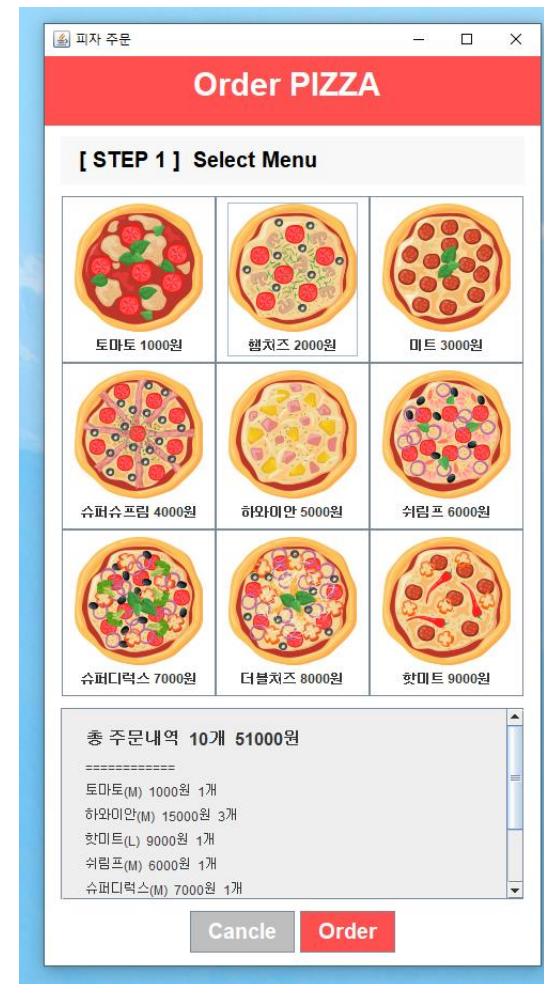 피자 주문
Order PIZZA
[ STEP 1 ] Select Menu
토마토 1000원
햄치즈 2000원
미트 3000원
슈퍼슈프림 4000원
하와이안 5000원
쉬림프 6000원
슈퍼디럭스 7000원
더블치즈 8000원
핫미트 9000원
총 주문내역 10개 51000원
============
토마토(M) 1000원 1개
하와이안(M) 15000원 3개
핫미트(L) 9000원 1개
쉬림프(M) 6000원 1개
슈퍼디럭스(M) 7000원 1개
Cancle
Order